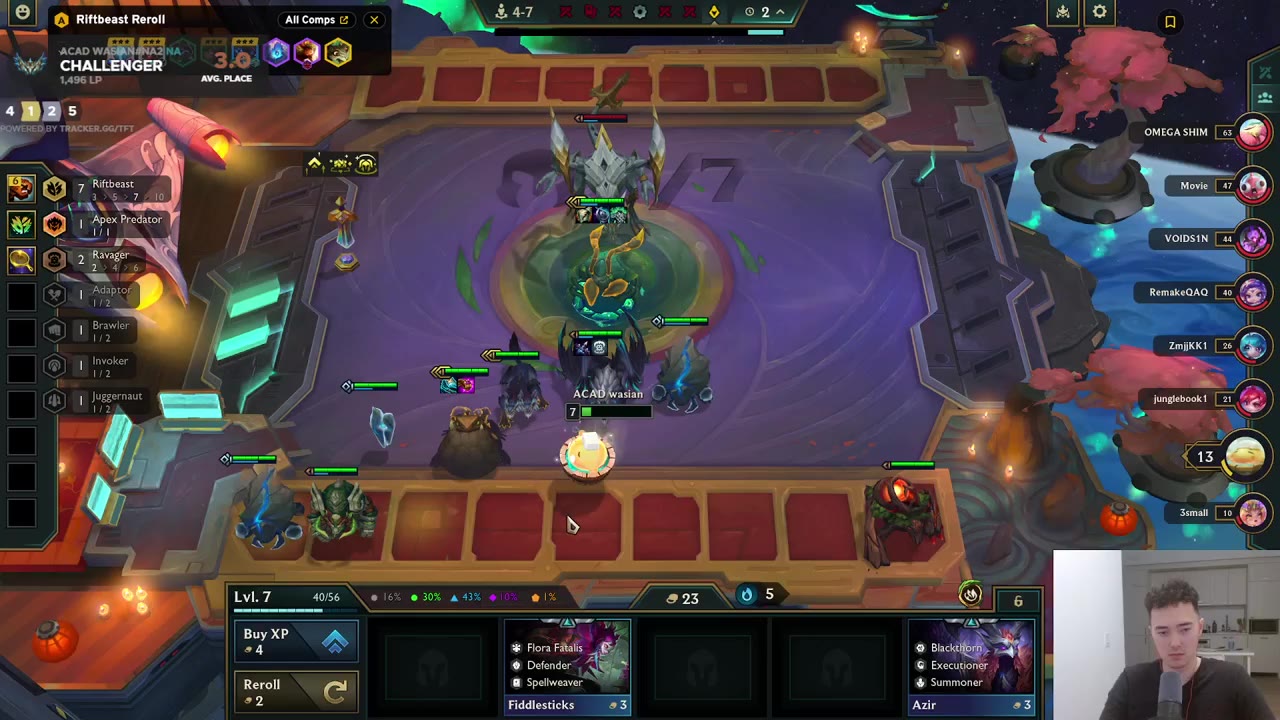 Riftbeast Reroll
All Comps
ACAD WASIAN#NA2 NA
CHALLENGER
1,496 LP
3.0
AVG. PLACE
4 1 2 5
POWERED BY TRACKER.GG/TFT
4-7
2
7 Riftbeast
3 > 5 > 7 > 10
1 Apex Predator
1 / 1
2 Ravager
2 > 4 > 6
1 Adaptor
1 / 2
1 Brawler
1 / 2
1 Invoker
1 / 2
1 Juggernaut
1 / 2
OMEGA SHIM 63
Movie 47
VOIDS1N 44
RemakeQAQ 40
ZmjjKK1 26
junglebook1 21
13
3small 10
ACAD wasian
7
Lvl. 7 40/56
16% 30% 43% 10% 1%
23
5
6
Buy XP
4
Reroll
2
Flora Fatalis
Defender
Spellweaver
Fiddlesticks 3
Blackthorn
Executioner
Summoner
Azir 3